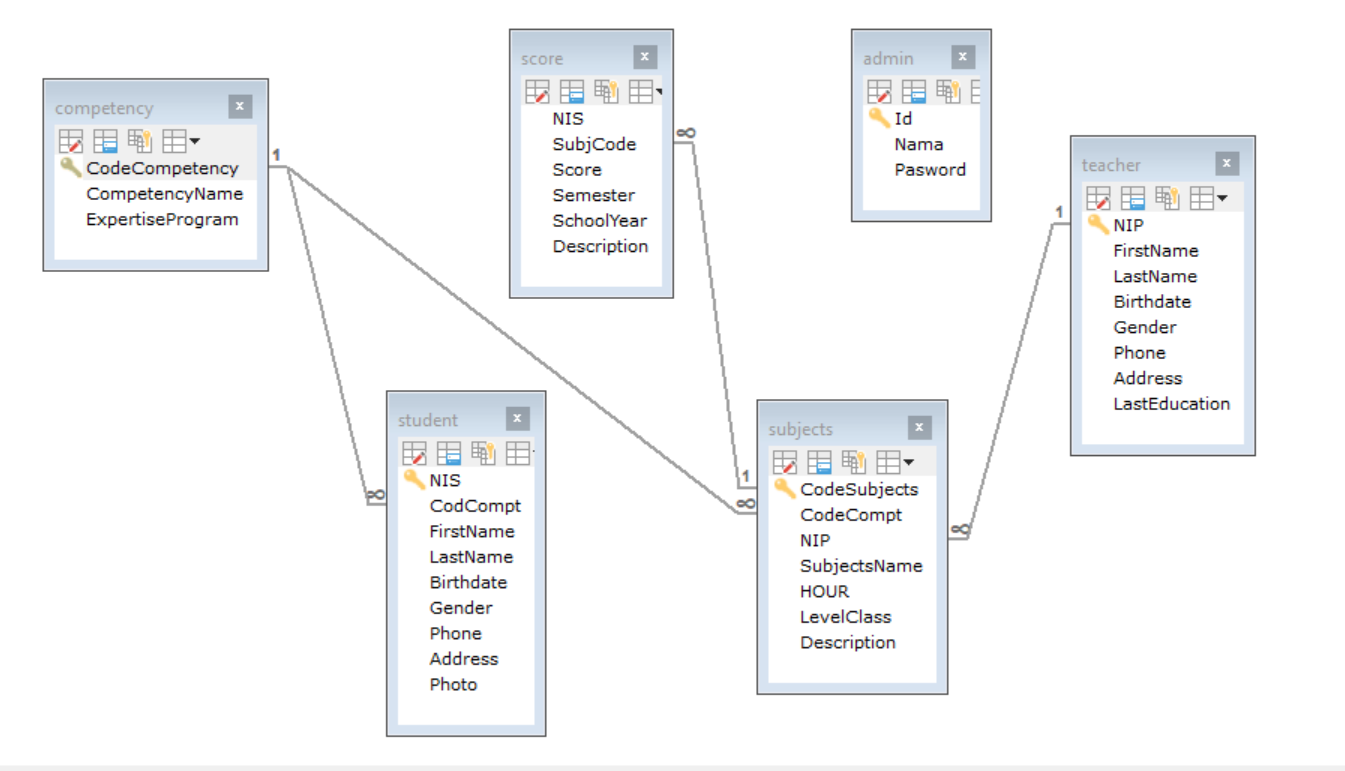 competency
CodeCompetency
CompetencyName
ExpertiseProgram
1
score
NIS
SubjCode
Score
Semester
SchoolYear
Description
∞
admin
Id
Nama
Pasword
teacher
NIP
FirstName
LastName
Birthdate
Gender
Phone
Address
LastEducation
1
student
NIS
CodCompt
FirstName
LastName
Birthdate
Gender
Phone
Address
Photo
∞
subjects
CodeSubjects
CodeCompt
NIP
SubjectsName
HOUR
LevelClass
Description
1
∞
∞